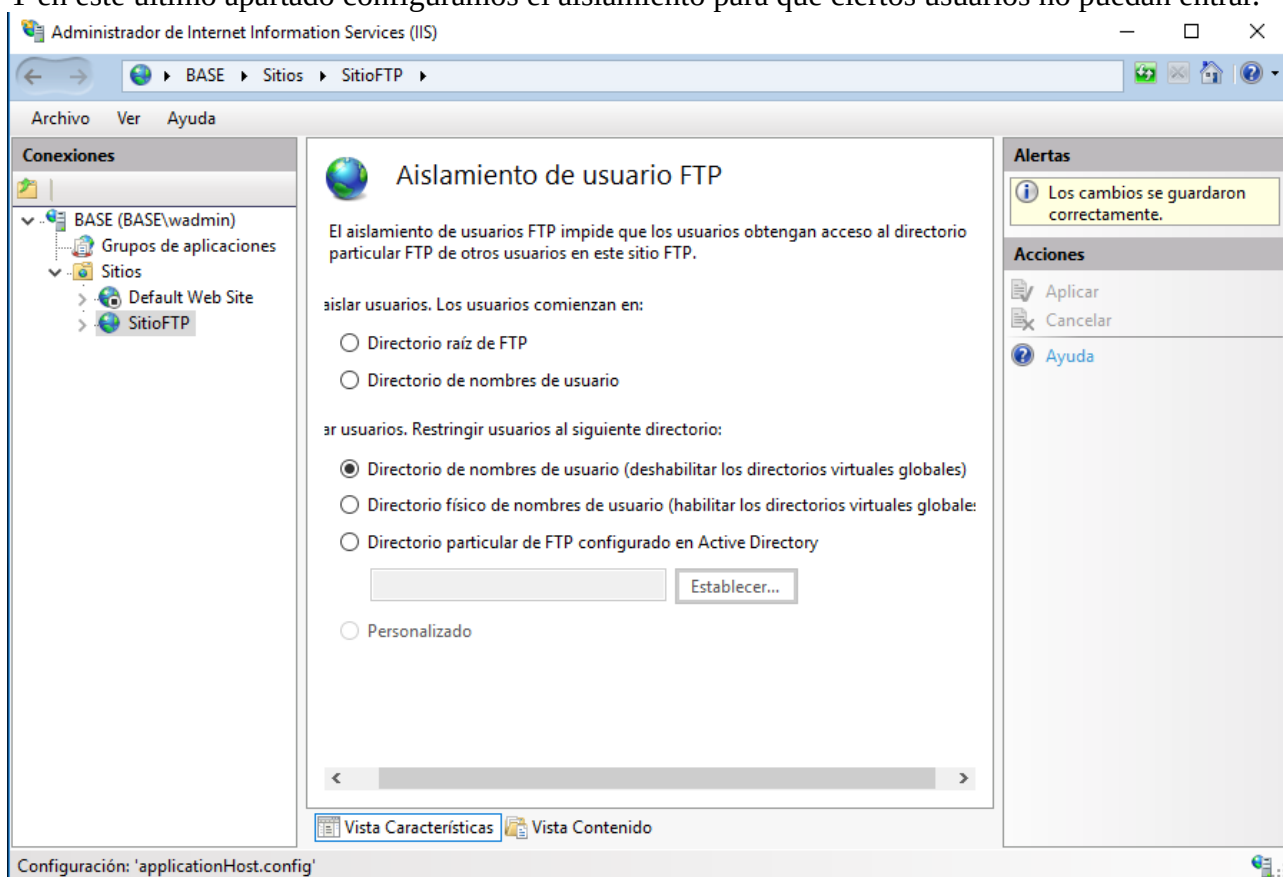 Y en este último apartado configuramos el aislamiento para que ciertos usuarios no puedan entrar.
Administrador de Internet Information Services (IIS)
BASE Sitios SitioFTP
Archivo Ver Ayuda
Conexiones
BASE (BASE\wadmin)
Grupos de aplicaciones
Sitios
Default Web Site
SitioFTP
Aislamiento de usuario FTP
El aislamiento de usuarios FTP impide que los usuarios obtengan acceso al directorio
particular FTP de otros usuarios en este sitio FTP.
aislar usuarios. Los usuarios comienzan en:
Directorio raíz de FTP
Directorio de nombres de usuario
ar usuarios. Restringir usuarios al siguiente directorio:
Directorio de nombres de usuario (deshabilitar los directorios virtuales globales)
Directorio físico de nombres de usuario (habilitar los directorios virtuales globales
Directorio particular de FTP configurado en Active Directory
Establecer...
Personalizado
Vista Características Vista Contenido
Alertas
Los cambios se guardaron
correctamente.
Acciones
Aplicar
Cancelar
Ayuda
Configuración: 'applicationHost.config'